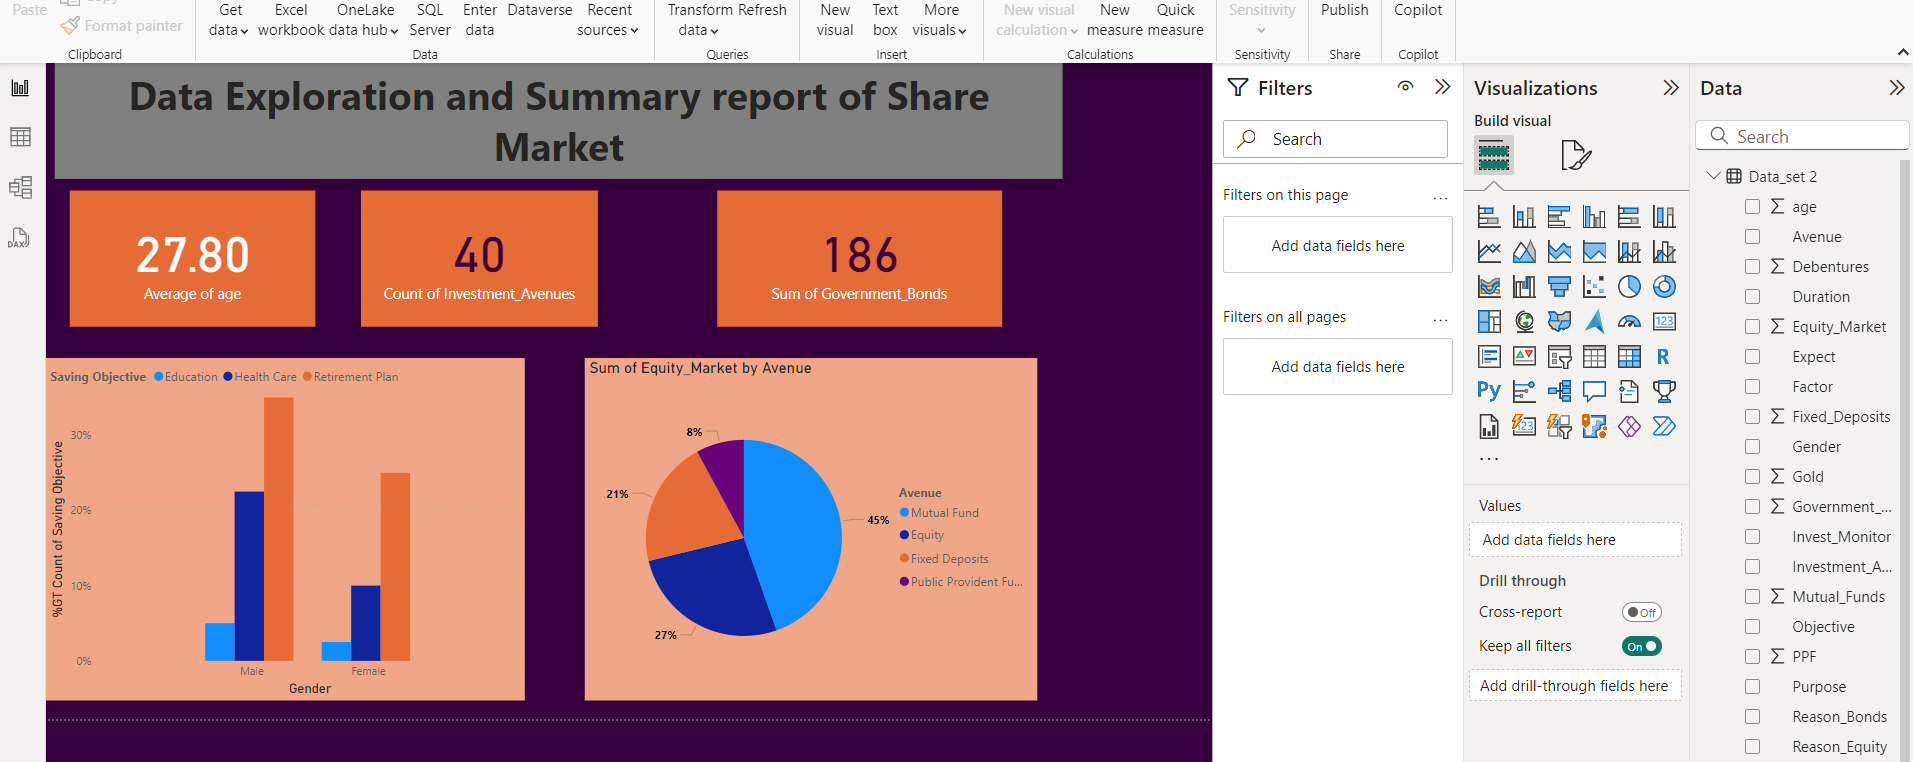 Paste
Copy
Format painter
Clipboard
Get
data
Excel
workbook
OneLake
data hub
SQL
Server
Enter
data
Dataverse
Recent
sources
Data
Transform
data
Refresh
Queries
New
visual
Text
box
More
visuals
Insert
New visual
calculation
New
measure
Quick
measure
Calculations
Sensitivity
Sensitivity
Publish
Share
Copilot
Copilot
DAX
Data Exploration and Summary report of Share
Market
27.80
Average of age
40
Count of Investment_Avenues
186
Sum of Government_Bonds
Saving Objective Education Health Care Retirement Plan
%GT Count of Saving Objective
30%
20%
10%
0%
Male
Female
Gender
Sum of Equity_Market by Avenue
8%
21%
45%
27%
Avenue
Mutual Fund
Equity
Fixed Deposits
Public Provident Fu...
Filters
Search
Filters on this page
...
Add data fields here
Filters on all pages
...
Add data fields here
Visualizations
Build visual
123
R
Py
123
...
Values
Add data fields here
Drill through
Cross-report
Off
Keep all filters
On
Add drill-through fields here
Data
Search
Data_set 2
age
Avenue
Debentures
Duration
Equity_Market
Expect
Factor
Fixed_Deposits
Gender
Gold
Government_...
Invest_Monitor
Investment_A...
Mutual_Funds
Objective
PPF
Purpose
Reason_Bonds
Reason_Equity